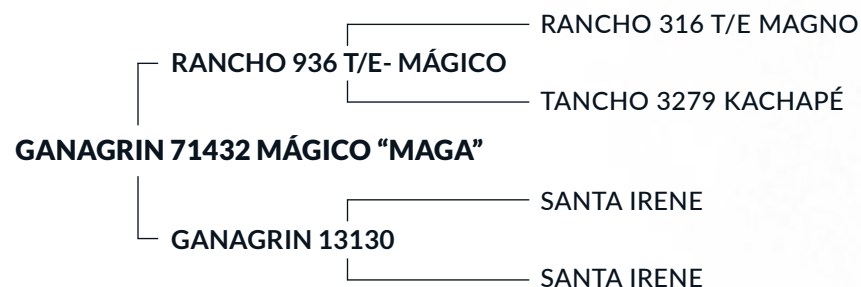 RANCHO 316 T/E MAGNO
RANCHO 936 T/E- MÁGICO
TANCHO 3279 KACHAPÉ
GANAGRIN 71432 MÁGICO “MAGA”
SANTA IRENE
GANAGRIN 13130
SANTA IRENE